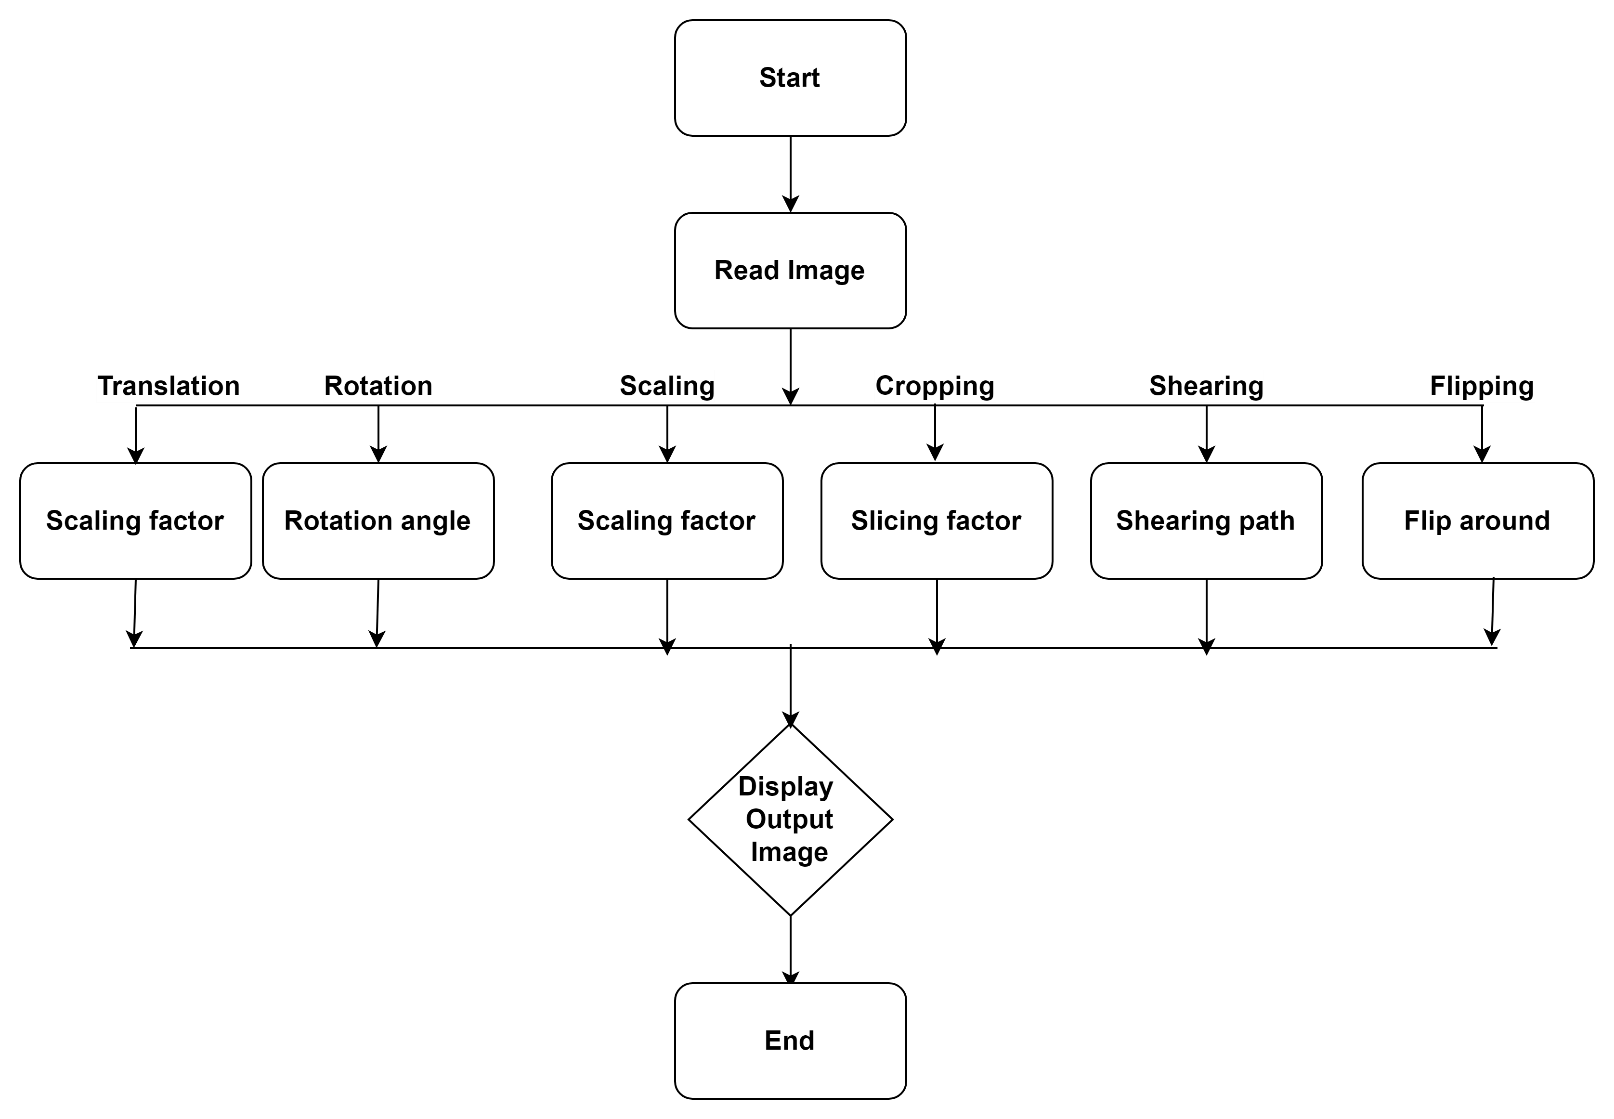 Start
Read Image
Translation
Rotation
Scaling
Cropping
Shearing
Flipping
Scaling factor
Rotation angle
Scaling factor
Slicing factor
Shearing path
Flip around
Display
Output
Image
End